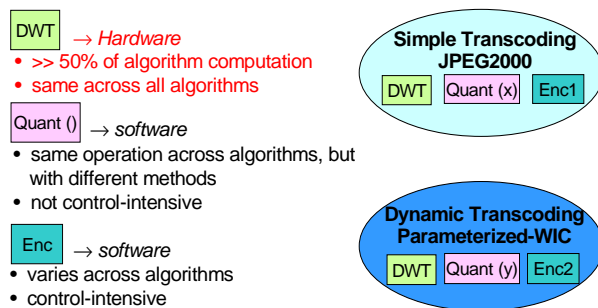 DWT → Hardware
• >> 50% of algorithm computation
• same across all algorithms
Quant () → software
• same operation across algorithms, but
with different methods
• not control-intensive
Enc → software
• varies across algorithms
• control-intensive
Simple Transcoding
JPEG2000
DWT Quant (x) Enc1
Dynamic Transcoding
Parameterized-WIC
DWT Quant (y) Enc2